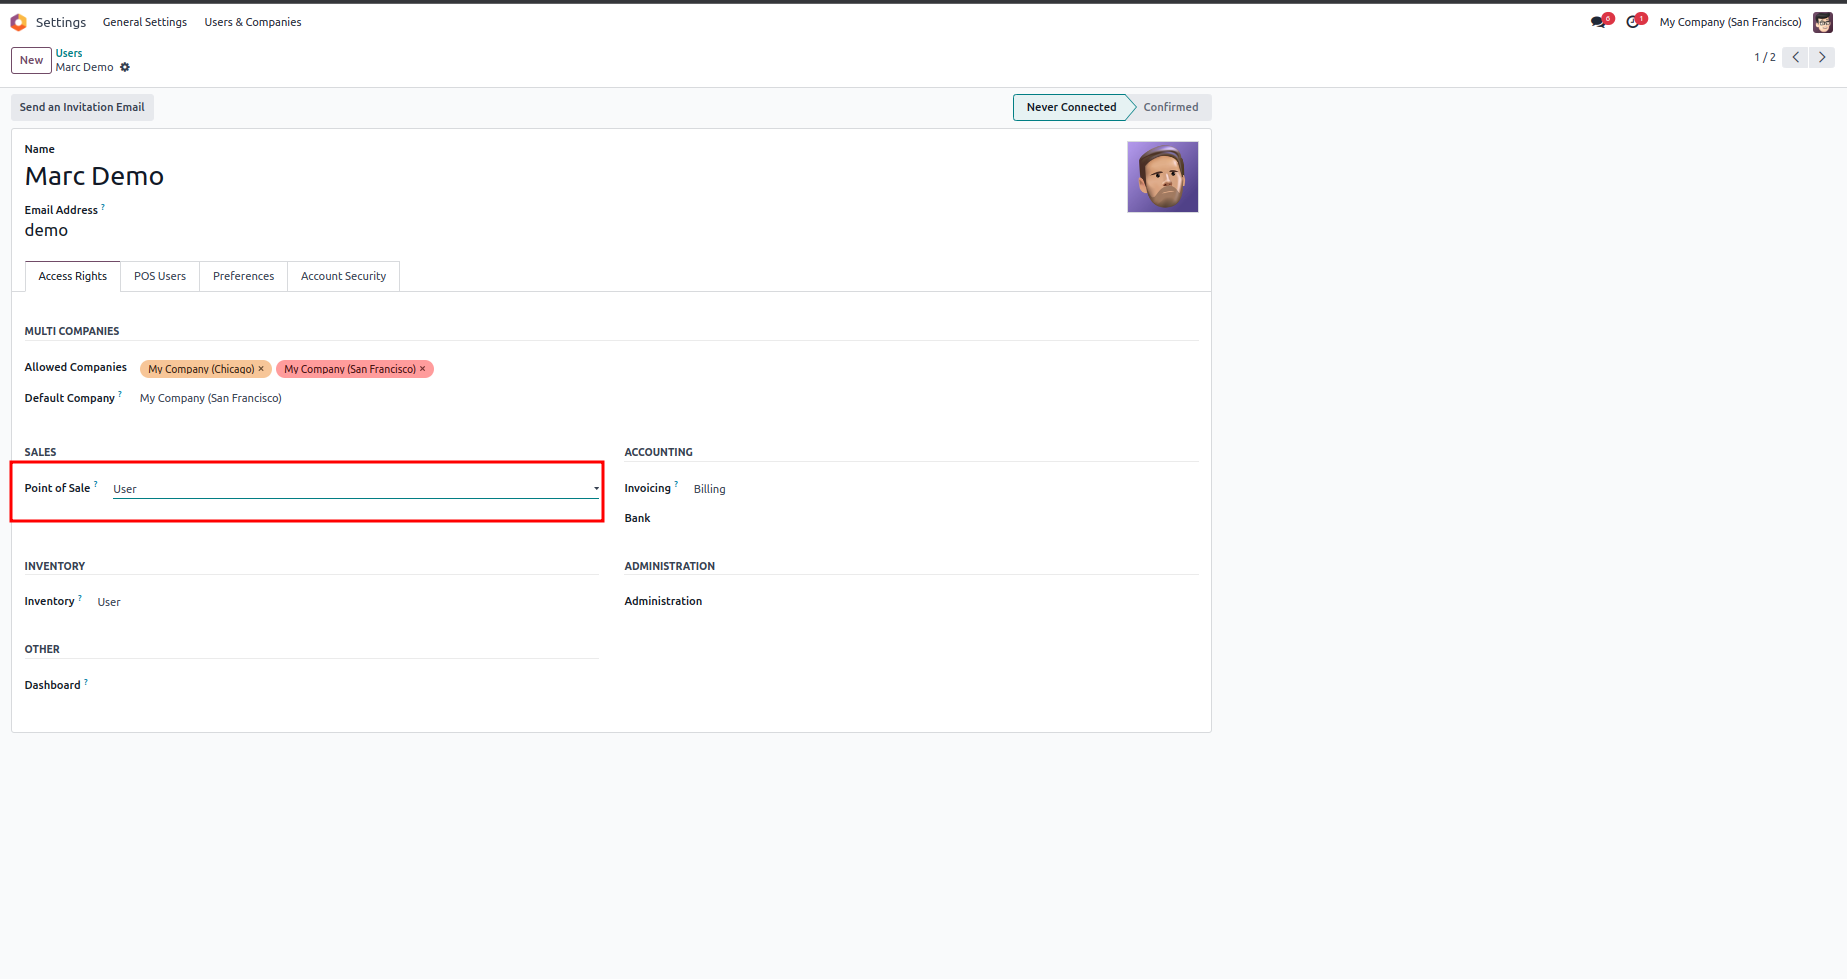 Settings General Settings Users & Companies 6 1 My Company (San Francisco)
New Users
Marc Demo 1 / 2
Send an Invitation Email Never Connected Confirmed
Name
Marc Demo
Email Address ?
demo
Access Rights POS Users Preferences Account Security
MULTI COMPANIES
Allowed Companies My Company (Chicago) × My Company (San Francisco) ×
Default Company ? My Company (San Francisco)
SALES ACCOUNTING
Point of Sale ? User Invoicing ? Billing
Bank
INVENTORY ADMINISTRATION
Inventory ? User Administration
OTHER
Dashboard ?